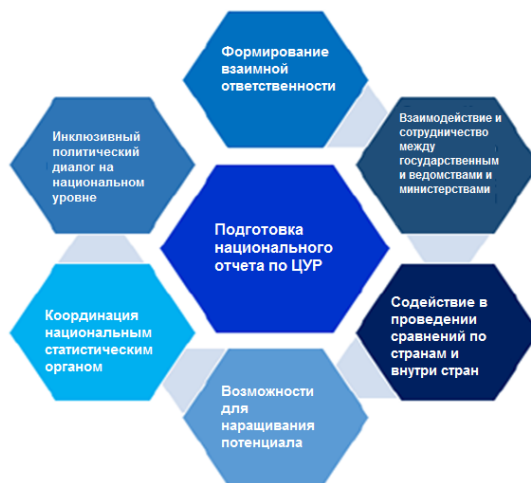 Формирование
взаимной
ответственности
Инклюзивный
политический
диалог на
национальном
уровне
Взаимодействие и
сотрудничество
между
государственным
и ведомствами и
министерствами
Подготовка
национального
отчета по ЦУР
Координация
национальным
статистическим
органом
Содействие в
проведении
сравнений по
странам и
внутри стран
Возможности
для
наращивания
потенциала